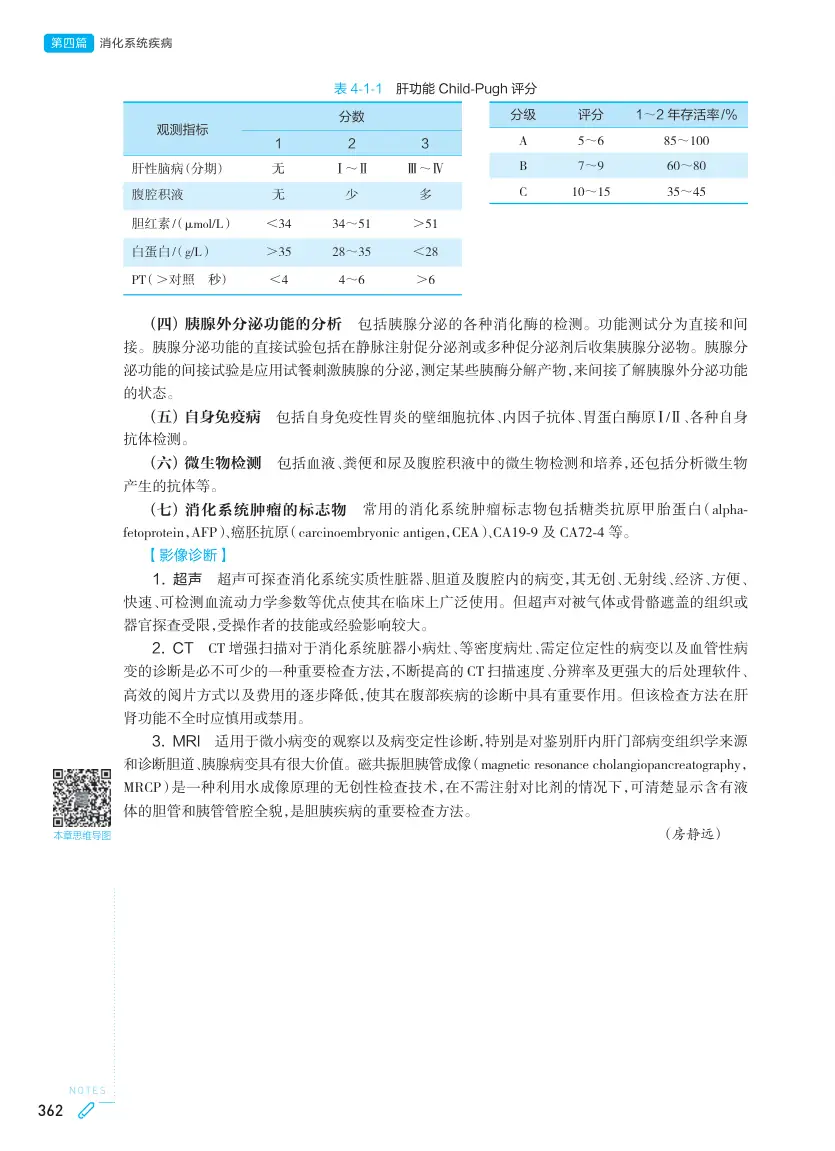 第四篇 消化系统疾病
表 4-1-1 肝功能 Child-Pugh 评分
观测指标 分数
1 2 3
肝性脑病(分期) 无 Ⅰ～Ⅱ Ⅲ～Ⅳ
腹腔积液 无 少 多
胆红素/(μmol/L) ＜34 34～51 ＞51
白蛋白/(g/L) ＞35 28～35 ＜28
PT(＞对照 秒) ＜4 4～6 ＞6
分级 评分 1～2 年存活率/%
A 5～6 85～100
B 7～9 60～80
C 10～15 35～45
(四) 胰腺外分泌功能的分析 包括胰腺分泌的各种消化酶的检测。功能测试分为直接和间
接。胰腺分泌功能的直接试验包括在静脉注射促分泌剂或多种促分泌剂后收集胰腺分泌物。胰腺分
泌功能的间接试验是应用试餐刺激胰腺的分泌,测定某些胰酶分解产物,来间接了解胰腺外分泌功能
的状态。
(五) 自身免疫病 包括自身免疫性胃炎的壁细胞抗体、内因子抗体、胃蛋白酶原Ⅰ/Ⅱ、各种自身
抗体检测。
(六) 微生物检测 包括血液、粪便和尿及腹腔积液中的微生物检测和培养,还包括分析微生物
产生的抗体等。
(七) 消化系统肿瘤的标志物 常用的消化系统肿瘤标志物包括糖类抗原甲胎蛋白(alpha-
fetoprotein,AFP)、癌胚抗原(carcinoembryonic antigen,CEA)、CA19-9 及 CA72-4 等。
【影像诊断】
1. 超声 超声可探查消化系统实质性脏器、胆道及腹腔内的病变,其无创、无射线、经济、方便、
快速、可检测血流动力学参数等优点使其在临床上广泛使用。但超声对被气体或骨骼遮盖的组织或
器官探查受限,受操作者的技能或经验影响较大。
2. CT CT 增强扫描对于消化系统脏器小病灶、等密度病灶、需定位定性的病变以及血管性病
变的诊断是必不可少的一种重要检查方法,不断提高的 CT 扫描速度、分辨率及更强大的后处理软件、
高效的阅片方式以及费用的逐步降低,使其在腹部疾病的诊断中具有重要作用。但该检查方法在肝
肾功能不全时应慎用或禁用。
3. MRI 适用于微小病变的观察以及病变定性诊断,特别是对鉴别肝内肝门部病变组织学来源
和诊断胆道、胰腺病变具有很大价值。磁共振胆胰管成像(magnetic resonance cholangiopancreatography,
MRCP)是一种利用水成像原理的无创性检查技术,在不需注射对比剂的情况下,可清楚显示含有液
体的胆管和胰管管腔全貌,是胆胰疾病的重要检查方法。
本章思维导图
(房静远)
NOTES
362